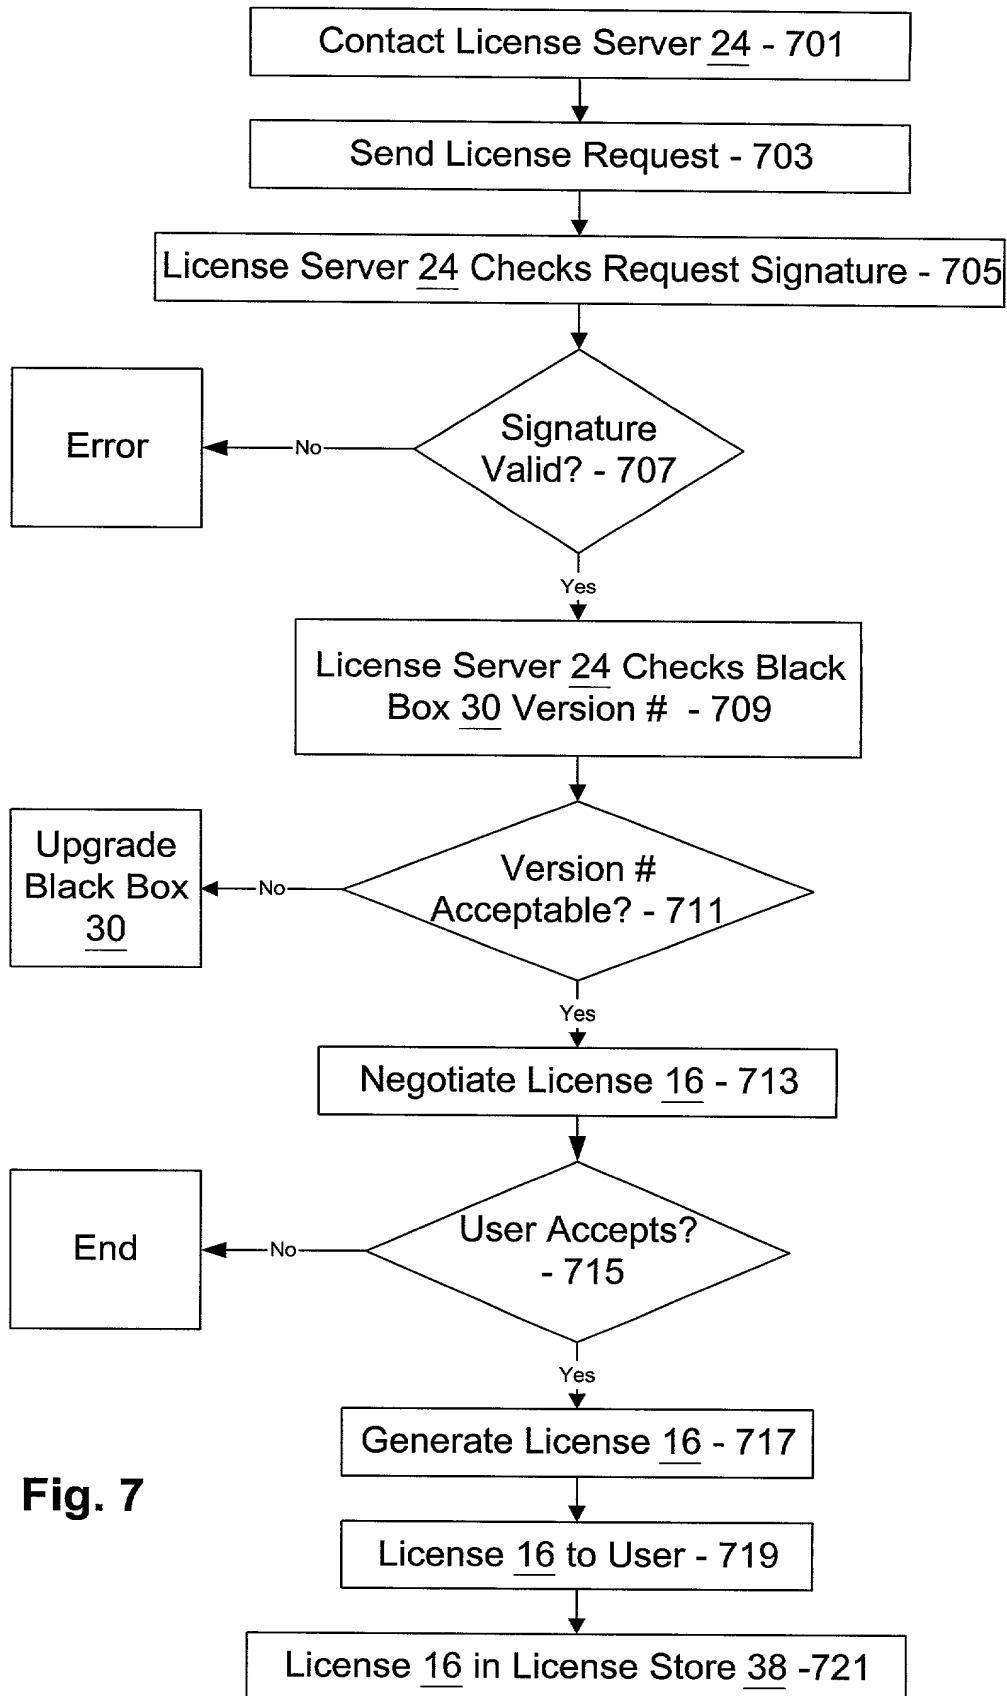 Contact License Server 24 - 701
Send License Request - 703
License Server 24 Checks Request Signature - 705
Signature
Valid? - 707
No
Error
Yes
License Server 24 Checks Black
Box 30 Version # - 709
Version #
Acceptable? - 711
No
Upgrade
Black Box
30
Yes
Negotiate License 16 - 713
User Accepts?
- 715
No
End
Yes
Generate License 16 - 717
Fig. 7
License 16 to User - 719
License 16 in License Store 38 -721